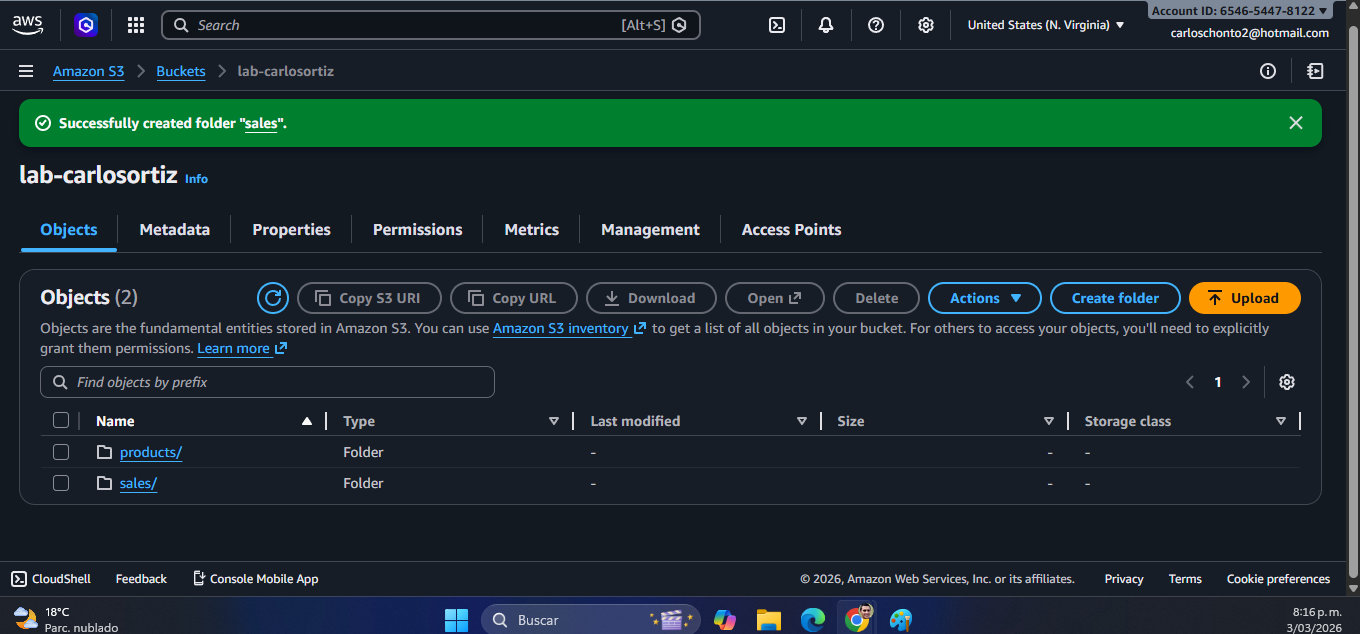 aws
Search [Alt+S]
United States (N. Virginia)
Account ID: 6546-5447-8122
carloschonto2@hotmail.com
Amazon S3 > Buckets > lab-carlosortiz
Successfully created folder "sales".
lab-carlosortiz Info
Objects Metadata Properties Permissions Metrics Management Access Points
Objects (2) Copy S3 URI Copy URL Download Open Delete Actions Create folder Upload
Objects are the fundamental entities stored in Amazon S3. You can use Amazon S3 inventory to get a list of all objects in your bucket. For others to access your objects, you'll need to explicitly
grant them permissions. Learn more
Find objects by prefix 1
Name Type Last modified Size Storage class
products/ Folder - - -
sales/ Folder - - -
CloudShell Feedback Console Mobile App © 2026, Amazon Web Services, Inc. or its affiliates. Privacy Terms Cookie preferences
18°C
Parc. nublado
Buscar
8:16 p. m.
3/03/2026